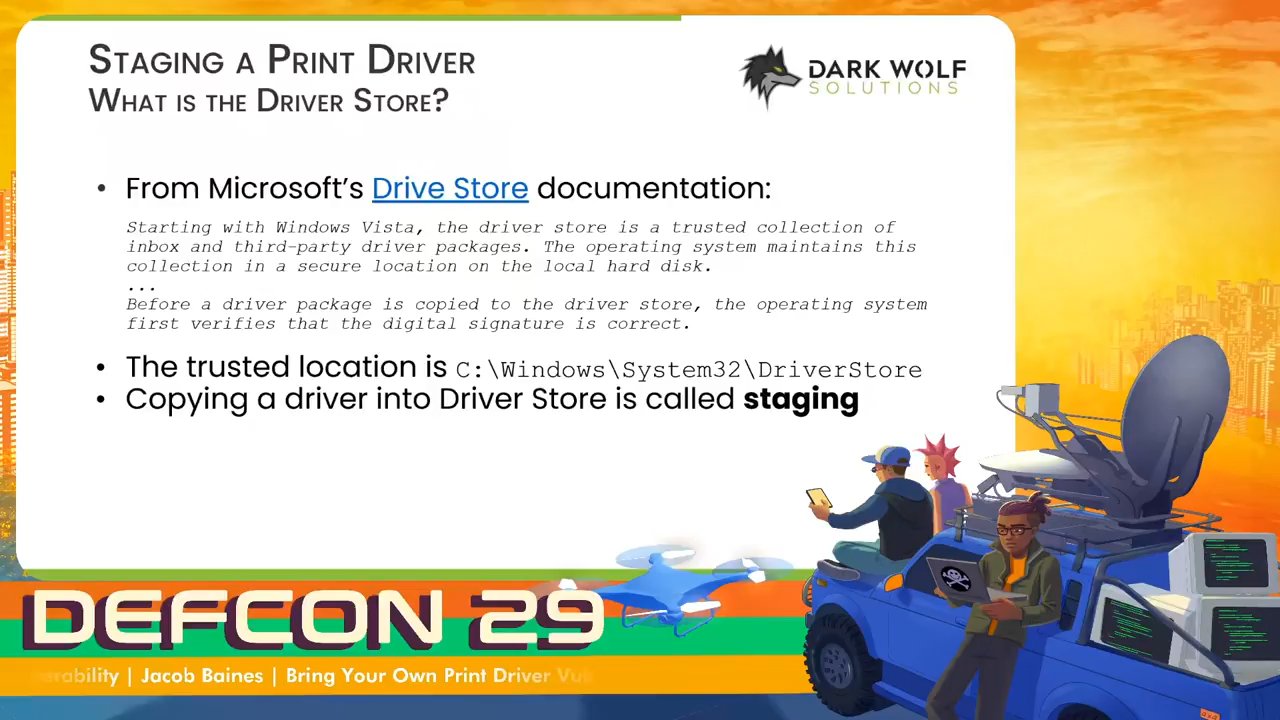 STAGING A PRINT DRIVER
WHAT IS THE DRIVER STORE?
DARK WOLF
SOLUTIONS
• From Microsoft’s Drive Store documentation:
Starting with Windows Vista, the driver store is a trusted collection of
inbox and third-party driver packages. The operating system maintains this
collection in a secure location on the local hard disk.
...
Before a driver package is copied to the driver store, the operating system
first verifies that the digital signature is correct.
• The trusted location is C:\Windows\System32\DriverStore
• Copying a driver into Driver Store is called staging
DEFCON 29
erability | Jacob Baines | Bring Your Own Print Driver Vul